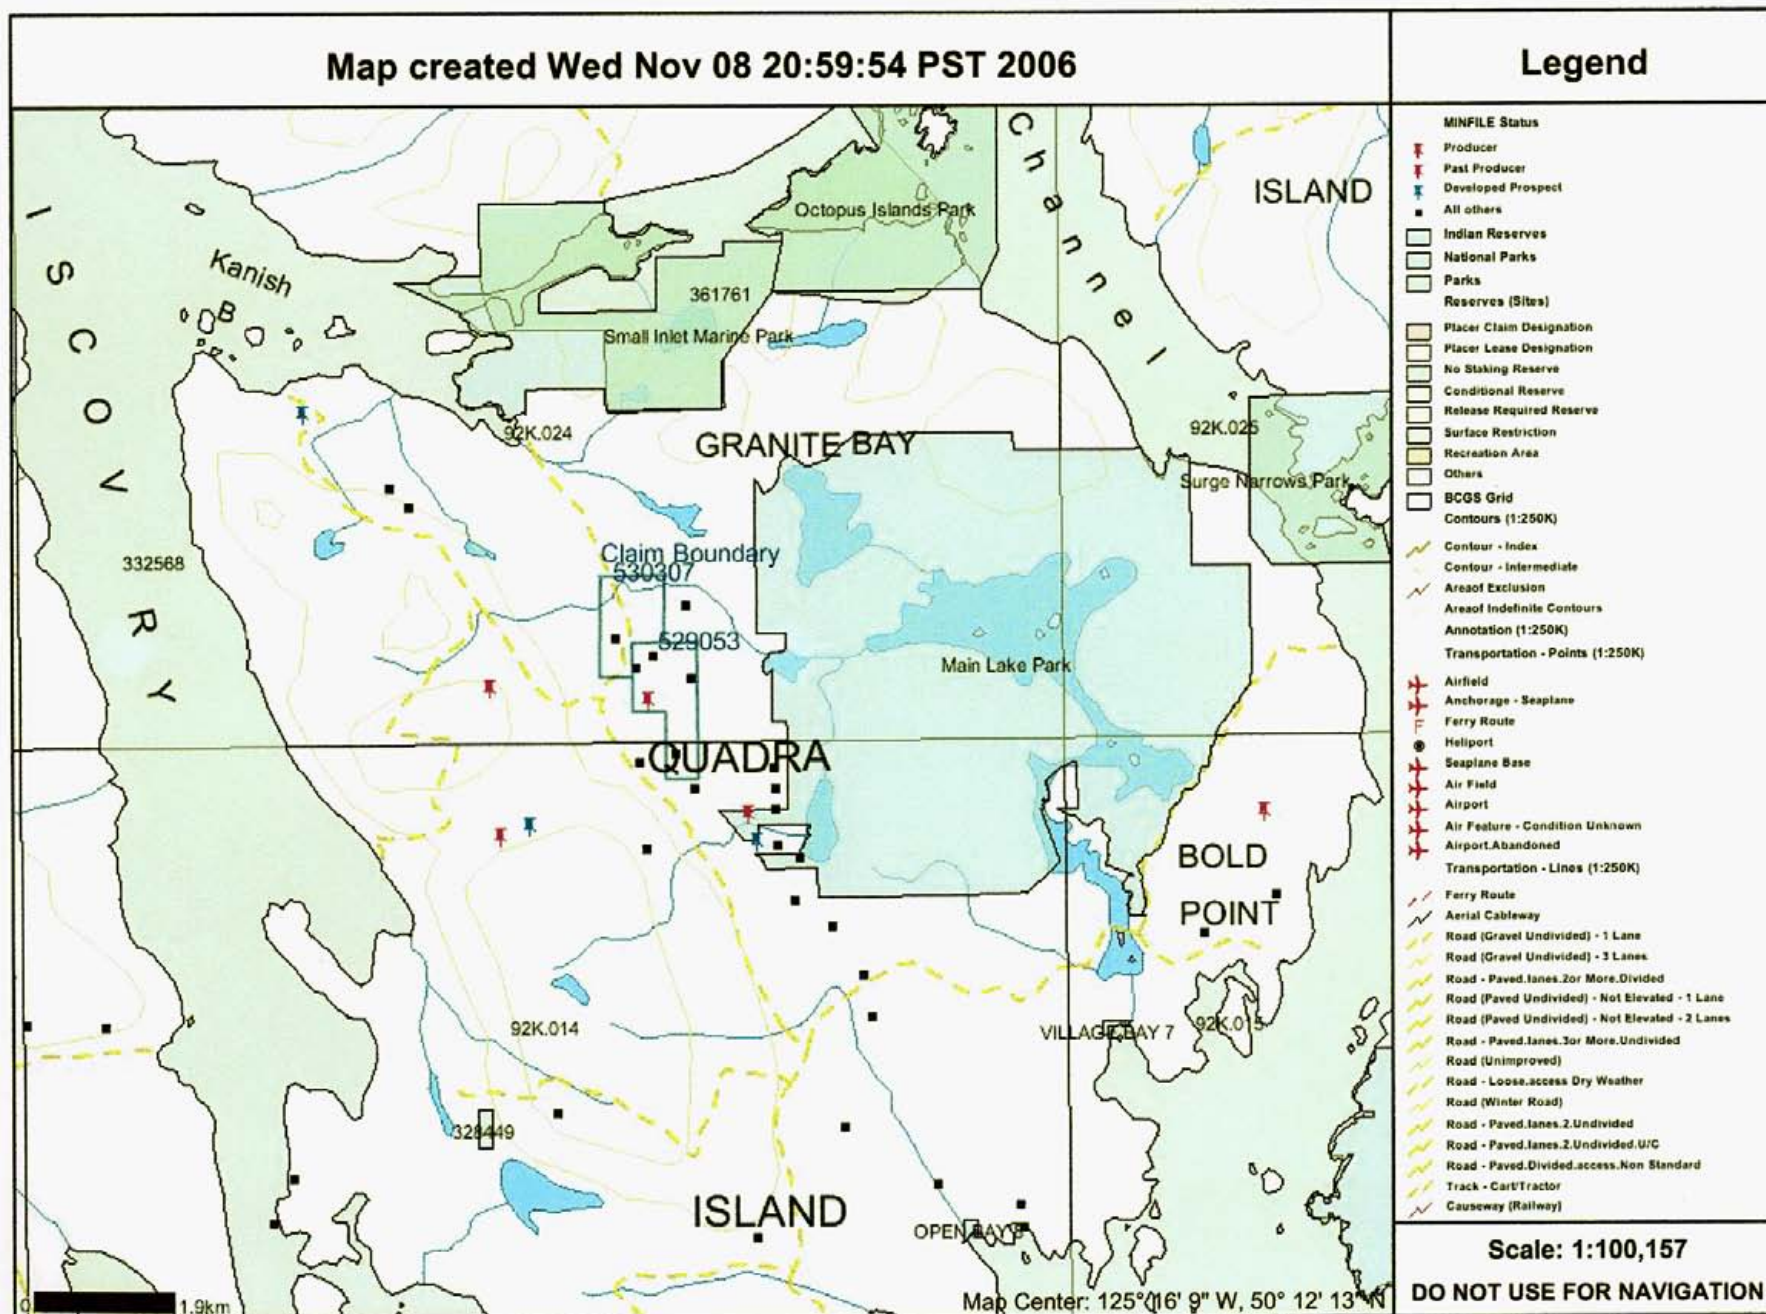 Map created Wed Nov 08 20:59:54 PST 2006
Legend
ISCOVERY
Kanish
B
Channel
ISLAND
Octopus Islands Park
361761
Small Inlet Marine Park
92K.024
GRANITE BAY
92K.025
Surge Narrows Park
332568
Claim Boundary
530307
529053
Main Lake Park
QUADRA
BOLD
POINT
92K.014
VILLAGE BAY 7
92K.015
328449
ISLAND
OPEN BAY 8
0
1.9km
Map Center: 125° 16' 9" W, 50° 12' 13" N
MINFILE Status
Producer
Past Producer
Developed Prospect
All others
Indian Reserves
National Parks
Parks
Reserves (Sites)
Placer Claim Designation
Placer Lease Designation
No Staking Reserve
Conditional Reserve
Release Required Reserve
Surface Restriction
Recreation Area
Others
BCGS Grid
Contours (1:250K)
Contour - Index
Contour - Intermediate
Areaof Exclusion
Areaof Indefinite Contours
Annotation (1:250K)
Transportation - Points (1:250K)
Airfield
Anchorage - Seaplane
F Ferry Route
Heliport
Seaplane Base
Air Field
Airport
Air Feature - Condition Unknown
Airport.Abandoned
Transportation - Lines (1:250K)
Ferry Route
Aerial Cableway
Road (Gravel Undivided) - 1 Lane
Road (Gravel Undivided) - 3 Lanes
Road - Paved.lanes.2or More.Divided
Road (Paved Undivided) - Not Elevated - 1 Lane
Road (Paved Undivided) - Not Elevated - 2 Lanes
Road - Paved.lanes.3or More.Undivided
Road (Unimproved)
Road - Loose.access Dry Weather
Road (Winter Road)
Road - Paved.lanes.2.Undivided
Road - Paved.lanes.2.Undivided.U/C
Road - Paved.Divided.access.Non Standard
Track - Cart/Tractor
Causeway (Railway)
Scale: 1:100,157
DO NOT USE FOR NAVIGATION